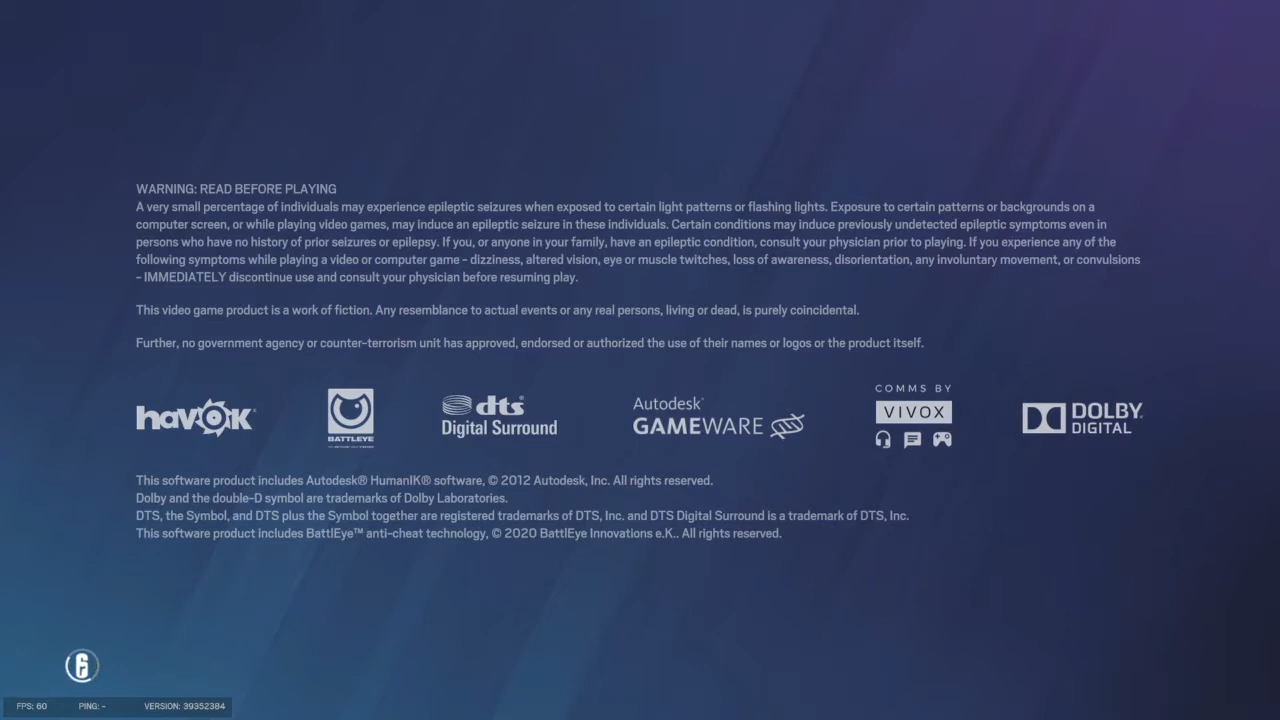 WARNING: READ BEFORE PLAYING
A very small percentage of individuals may experience epileptic seizures when exposed to certain light patterns or flashing lights. Exposure to certain patterns or backgrounds on a
computer screen, or while playing video games, may induce an epileptic seizure in these individuals. Certain conditions may induce previously undetected epileptic symptoms even in
persons who have no history of prior seizures or epilepsy. If you, or anyone in your family, have an epileptic condition, consult your physician prior to playing. If you experience any of the
following symptoms while playing a video or computer game - dizziness, altered vision, eye or muscle twitches, loss of awareness, disorientation, any involuntary movement, or convulsions
- IMMEDIATELY discontinue use and consult your physician before resuming play.
This video game product is a work of fiction. Any resemblance to actual events or any real persons, living or dead, is purely coincidental.
Further, no government agency or counter-terrorism unit has approved, endorsed or authorized the use of their names or logos or the product itself.
havok
BATTLEYE
dts
Digital Surround
Autodesk
GAMEWARE
COMMS BY
VIVOX
DOLBY
DIGITAL
This software product includes Autodesk® HumanIK® software, © 2012 Autodesk, Inc. All rights reserved.
Dolby and the double-D symbol are trademarks of Dolby Laboratories.
DTS, the Symbol, and DTS plus the Symbol together are registered trademarks of DTS, Inc. and DTS Digital Surround is a trademark of DTS, Inc.
This software product includes BattlEye™ anti-cheat technology, © 2020 BattlEye Innovations e.K.. All rights reserved.
6
FPS: 60 PING: - VERSION: 39352384